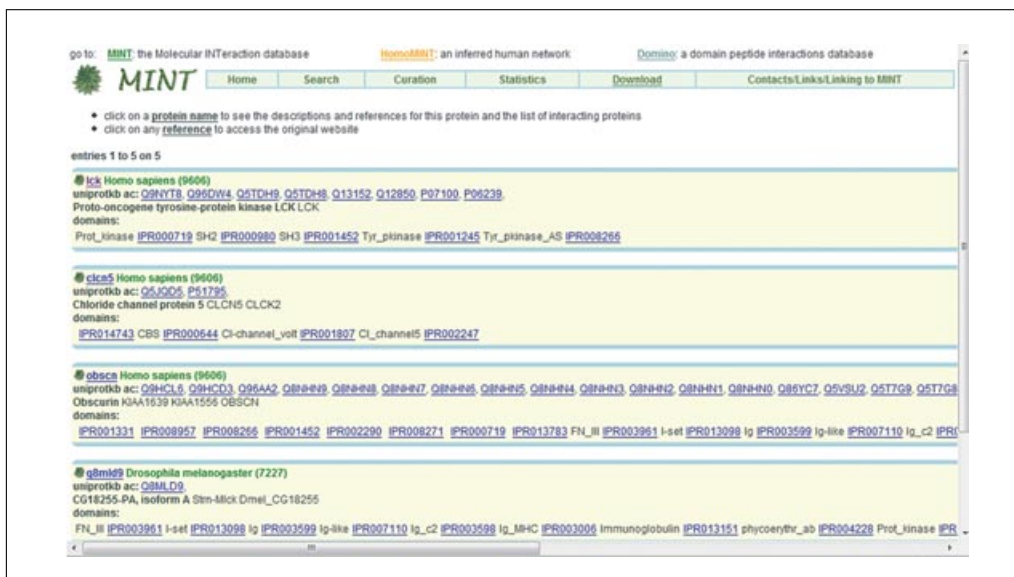 go to: MINT: the Molecular INTeraction database HomoMINT: an inferred human network Domino: a domain peptide interactions database
MINT Home Search Curation Statistics Download Contacts/Links/Linking to MINT
• click on a protein name to see the descriptions and references for this protein and the list of interacting proteins
• click on any reference to access the original website
entries 1 to 5 on 5
lck Homo sapiens (9606)
uniprotkb ac: Q9NYT8, Q96DW4, Q5TDH9, Q5TDH8, Q13152, Q12850, P07100, P06239,
Proto-oncogene tyrosine-protein kinase LCK LCK
domains:
Prot_kinase IPR000719 SH2 IPR000980 SH3 IPR001452 Tyr_pkinase IPR001245 Tyr_pkinase_AS IPR008266
clcn5 Homo sapiens (9606)
uniprotkb ac: Q5JQD5, P51795,
Chloride channel protein 5 CLCN5 CLCK2
domains:
IPR014743 CBS IPR000644 Cl-channel_volt IPR001807 Cl_channel5 IPR002247
obscn Homo sapiens (9606)
uniprotkb ac: Q9HCL6, Q9HCD3, Q96AA2, Q8NHN9, Q8NHN8, Q8NHN7, Q8NHN6, Q8NHN5, Q8NHN4, Q8NHN3, Q8NHN2, Q8NHN1, Q8NHN0, Q86YC7, Q5VSU2, Q5T7G9, Q5T7G8
Obscurin KIAA1639 KIAA1556 OBSCN
domains:
IPR001331 IPR008957 IPR008266 IPR001452 IPR002290 IPR008271 IPR000719 IPR013783 FN_III IPR003961 I-set IPR013098 Ig IPR003599 Ig-like IPR007110 Ig_c2
q8mld9 Drosophila melanogaster (7227)
uniprotkb ac: Q8MLD9,
CG18255-PA, isoform A Strn-Mlck Dmel_CG18255
domains:
FN_III IPR003961 I-set IPR013098 Ig IPR003599 Ig-like IPR007110 Ig_c2 IPR003598 Ig_MHC IPR003006 Immunoglobulin IPR013151 phycoerythr_ab IPR004228 Prot_kinase